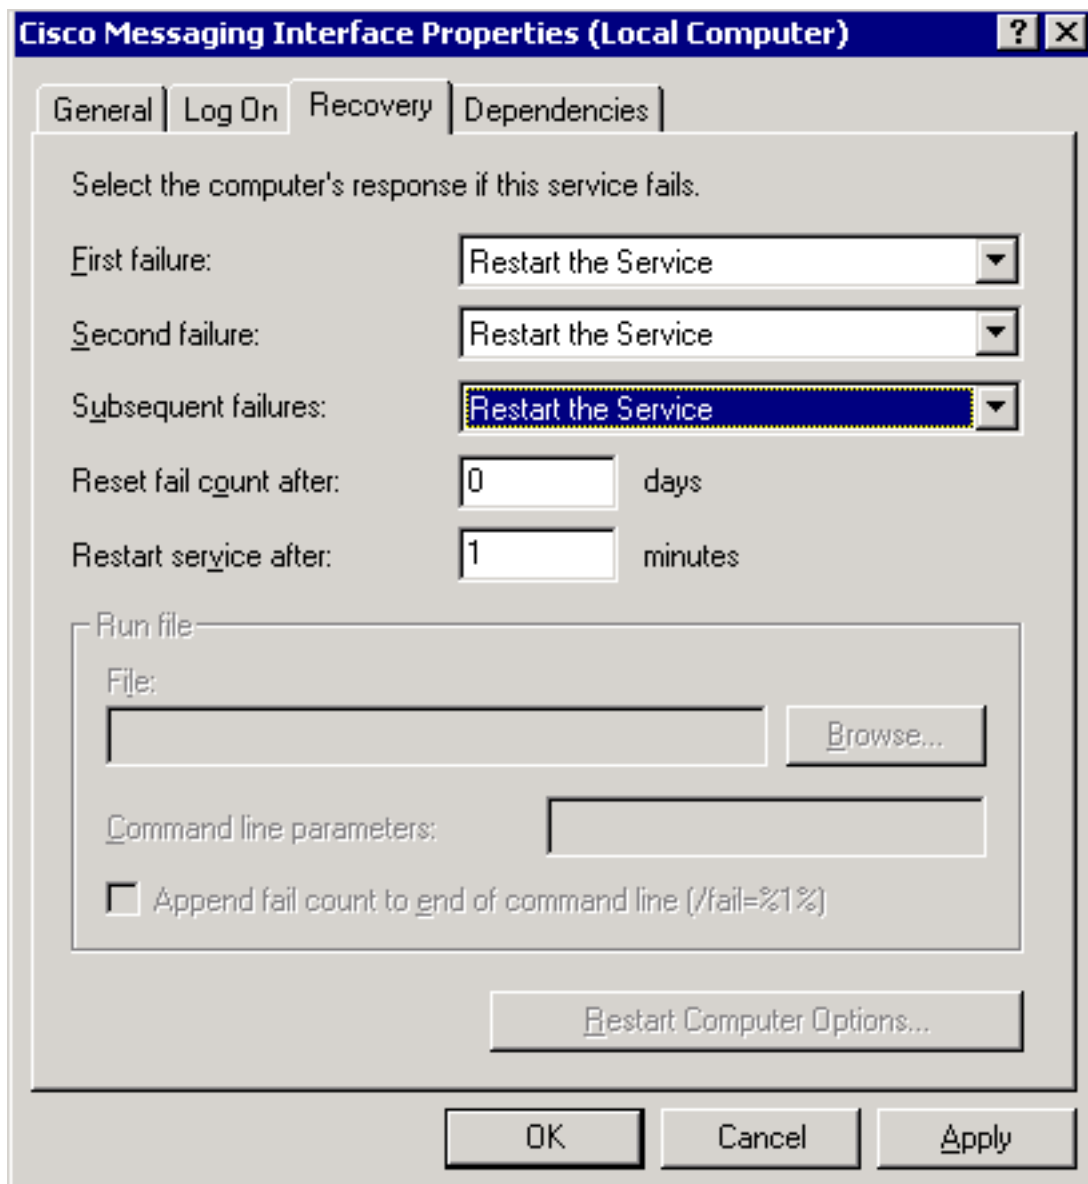 Cisco Messaging Interface Properties (Local Computer)
General Log On Recovery Dependencies
Select the computer's response if this service fails.
First failure: Restart the Service
Second failure: Restart the Service
Subsequent failures: Restart the Service
Reset fail count after: 0 days
Restart service after: 1 minutes
Run file
File:
Browse...
Command line parameters:
Append fail count to end of command line (/fail=%1%)
Restart Computer Options...
OK Cancel Apply